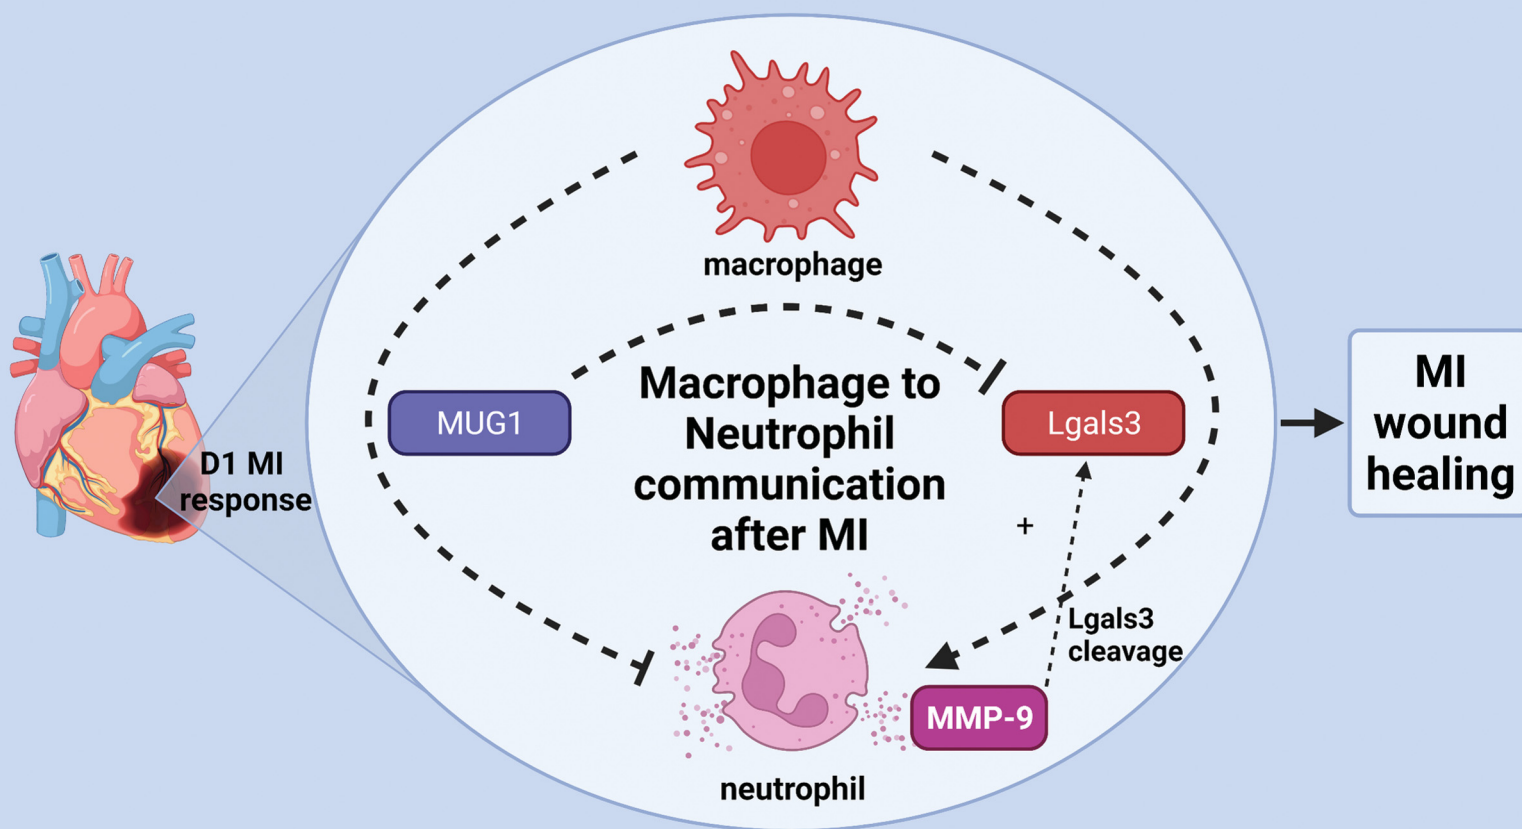 macrophage
MUG1
Macrophage to
Neutrophil
communication
after MI
Lgals3
MI
wound
healing
D1 MI
response
+
Lgals3
cleavage
MMP-9
neutrophil